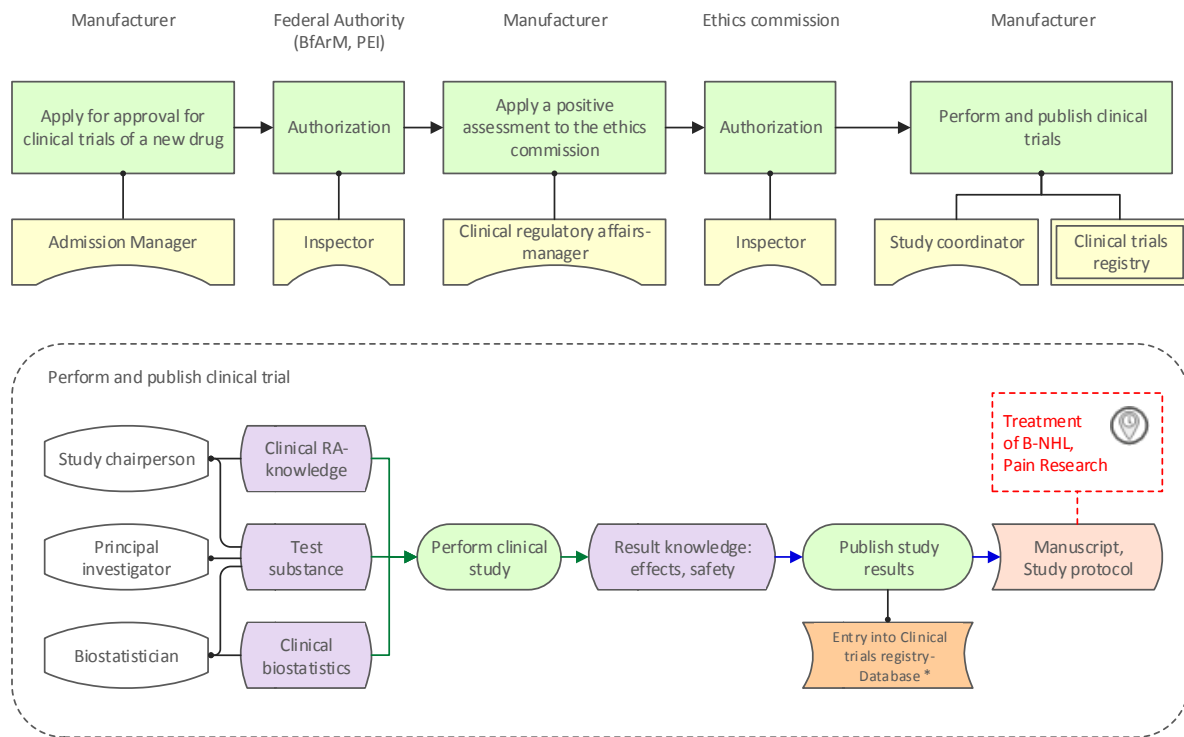 Manufacturer
Federal Authority
(BfArM, PEI)
Manufacturer
Ethics commission
Manufacturer
Apply for approval for
clinical trials of a new drug
Authorization
Apply a positive
assessment to the ethics
commission
Authorization
Perform and publish clinical
trials
Admission Manager
Inspector
Clinical regulatory affairs-
manager
Inspector
Study coordinator
Clinical trials
registry
Perform and publish clinical trial
Study chairperson
Clinical RA-
knowledge
Treatment
of B-NHL,
Pain Research
Principal
investigator
Test
substance
Perform clinical
study
Result knowledge:
effects, safety
Publish study
results
Manuscript,
Study protocol
Biostatistician
Clinical
biostatistics
Entry into Clinical
trials registry-
Database *